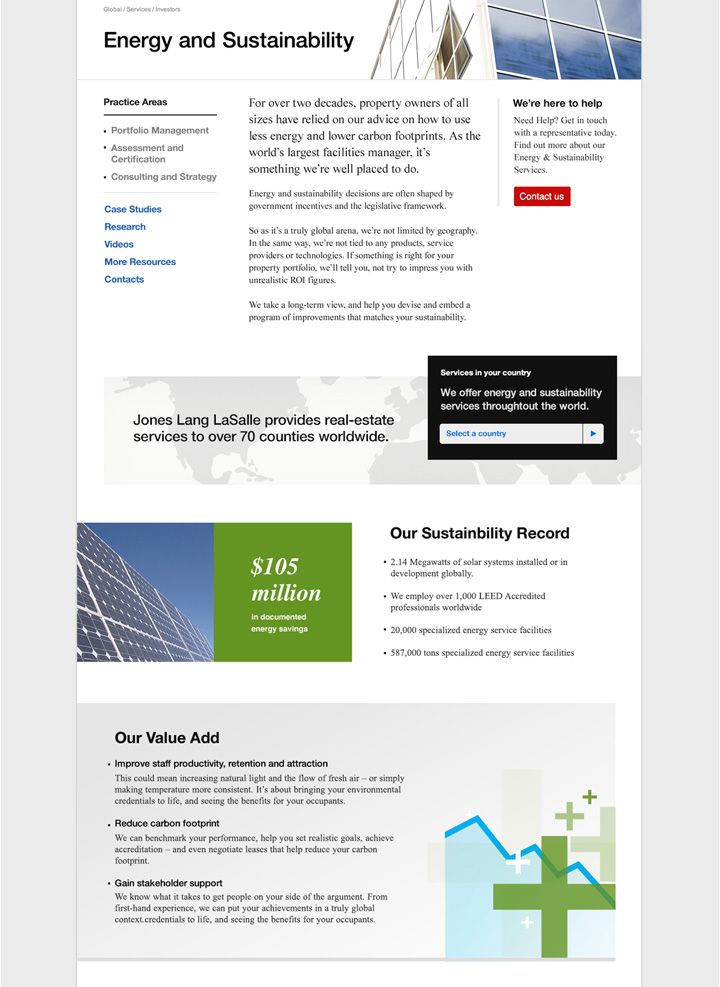 Global / Services / Investors
Energy and Sustainability
Practice Areas
• Portfolio Management
• Assessment and
Certification
• Consulting and Strategy
Case Studies
Research
Videos
More Resources
Contacts
For over two decades, property owners of all
sizes have relied on our advice on how to use
less energy and lower carbon footprints. As the
world's largest facilities manager, it's
something we're well placed to do.
Energy and sustainability decisions are often shaped by
government incentives and the legislative framework.
So as it's a truly global arena, we're not limited by geography.
In the same way, we're not tied to any products, service
providers or technologies. If something is right for your
property portfolio, we'll tell you, not try to impress you with
unrealistic ROI figures.
We take a long-term view, and help you devise and embed a
program of improvements that matches your sustainability.
We're here to help
Need Help? Get in touch
with a representative today.
Find out more about our
Energy & Sustainability
Services.
Contact us
Jones Lang LaSalle provides real-estate
services to over 70 counties worldwide.
Services in your country
We offer energy and sustainability
services throughtout the world.
Select a country
$105
million
in documented
energy savings
Our Sustainbility Record
• 2.14 Megawatts of solar systems installed or in
development globally.
• We employ over 1,000 LEED Accredited
professionals worldwide
• 20,000 specialized energy service facilities
• 587,000 tons specialized energy service facilities
Our Value Add
• Improve staff productivity, retention and attraction
This could mean increasing natural light and the flow of fresh air – or simply
making temperature more consistent. It's about bringing your environmental
credentials to life, and seeing the benefits for your occupants.
• Reduce carbon footprint
We can benchmark your performance, help you set realistic goals, achieve
accreditation – and even negotiate leases that help reduce your carbon
footprint.
• Gain stakeholder support
We know what it takes to get people on your side of the argument. From
first-hand experience, we can put your achievements in a truly global
context.credentials to life, and seeing the benefits for your occupants.